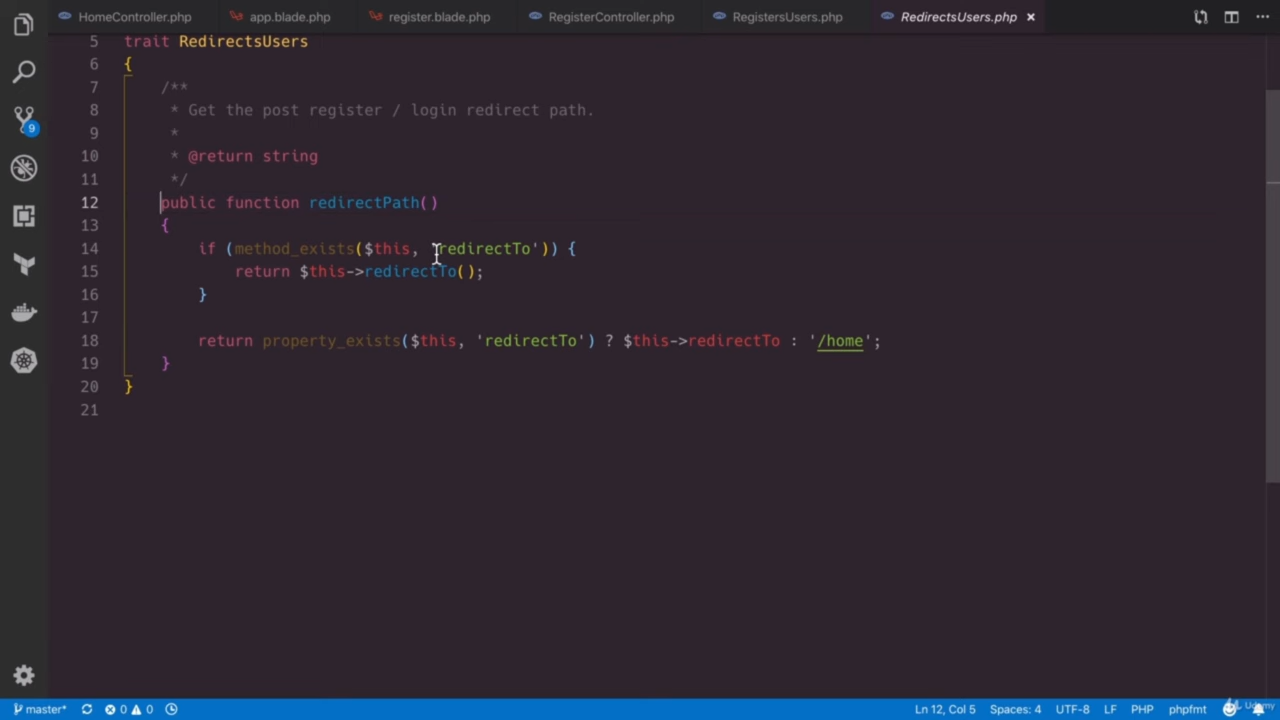 HomeController.php app.blade.php register.blade.php RegisterController.php RegistersUsers.php RedirectsUsers.php ×
5 trait RedirectsUsers
6 {
7 /**
8 * Get the post register / login redirect path.
9 *
10 * @return string
11 */
12 public function redirectPath()
13 {
14 if (method_exists($this, 'redirectTo')) {
15 return $this->redirectTo();
16 }
17
18 return property_exists($this, 'redirectTo') ? $this->redirectTo : '/home';
19 }
20 }
21
9
master* 0 0 Ln 12, Col 5 Spaces: 4 UTF-8 LF PHP phpfmt Udemy